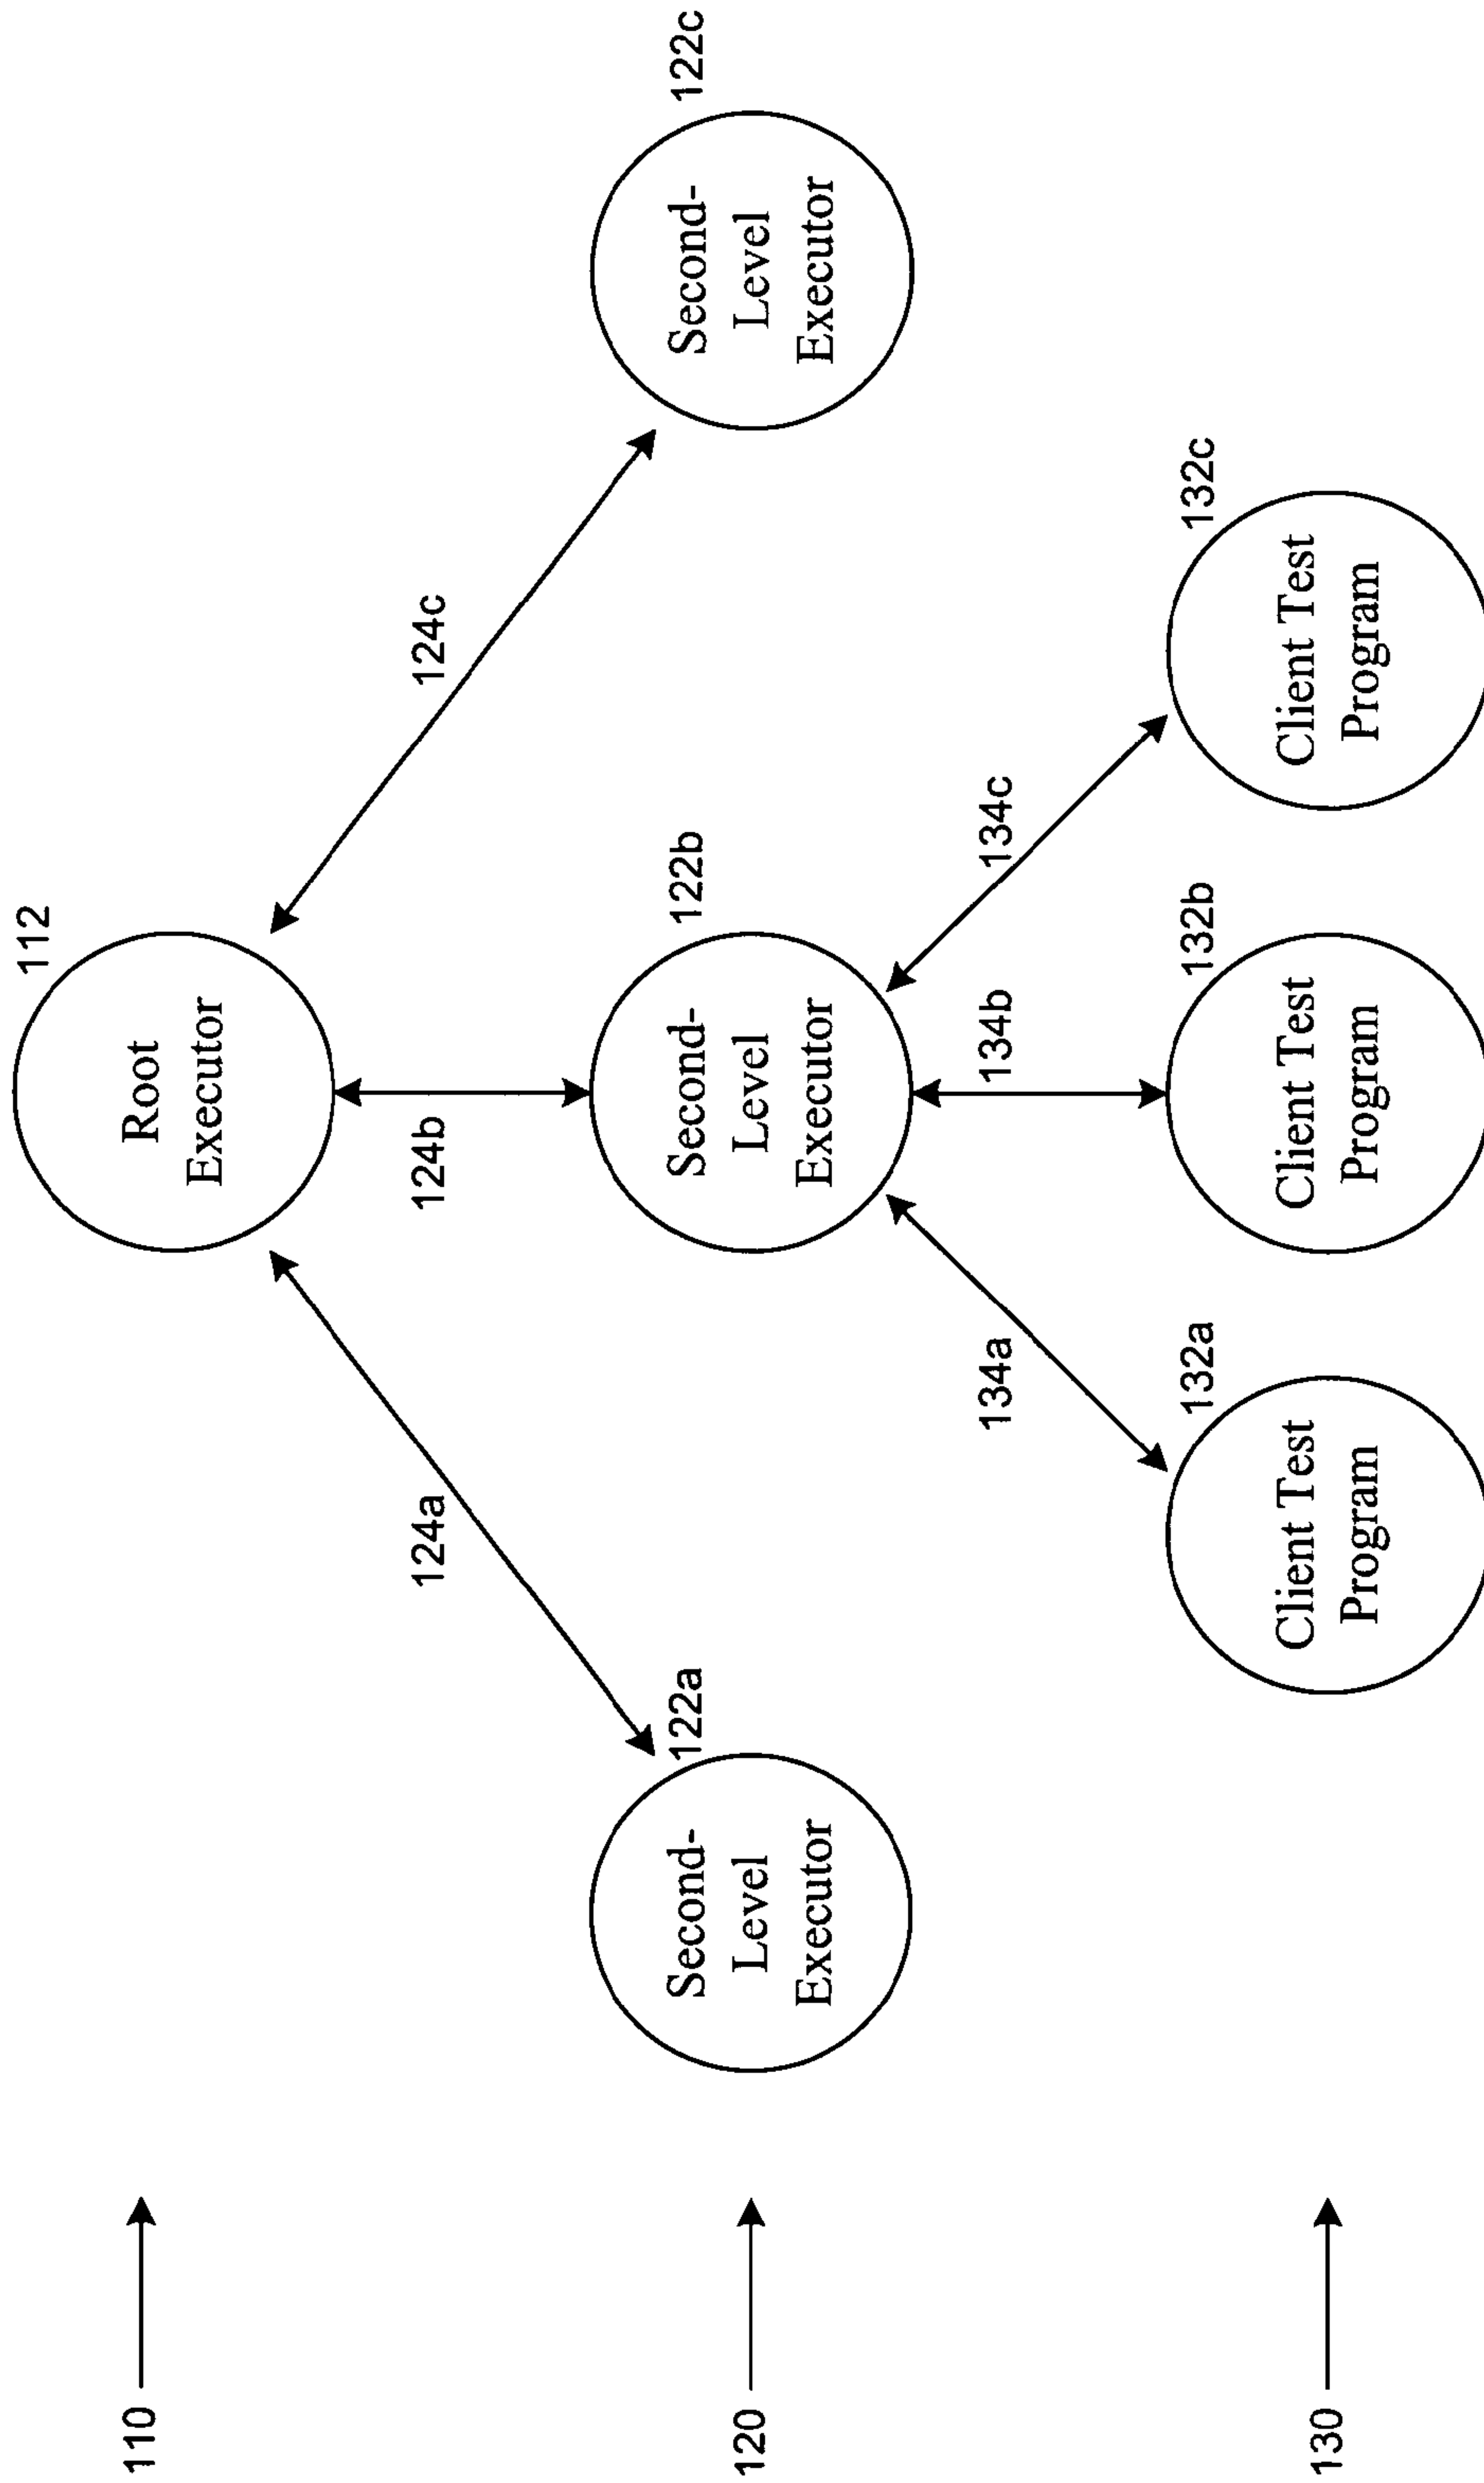 110
112
Root
Executor
124a
124b
124c
120
122a
Second-
Level
Executor
122b
Second-
Level
Executor
122c
Second-
Level
Executor
134a
134b
134c
130
132a
Client Test
Program
132b
Client Test
Program
132c
Client Test
Program